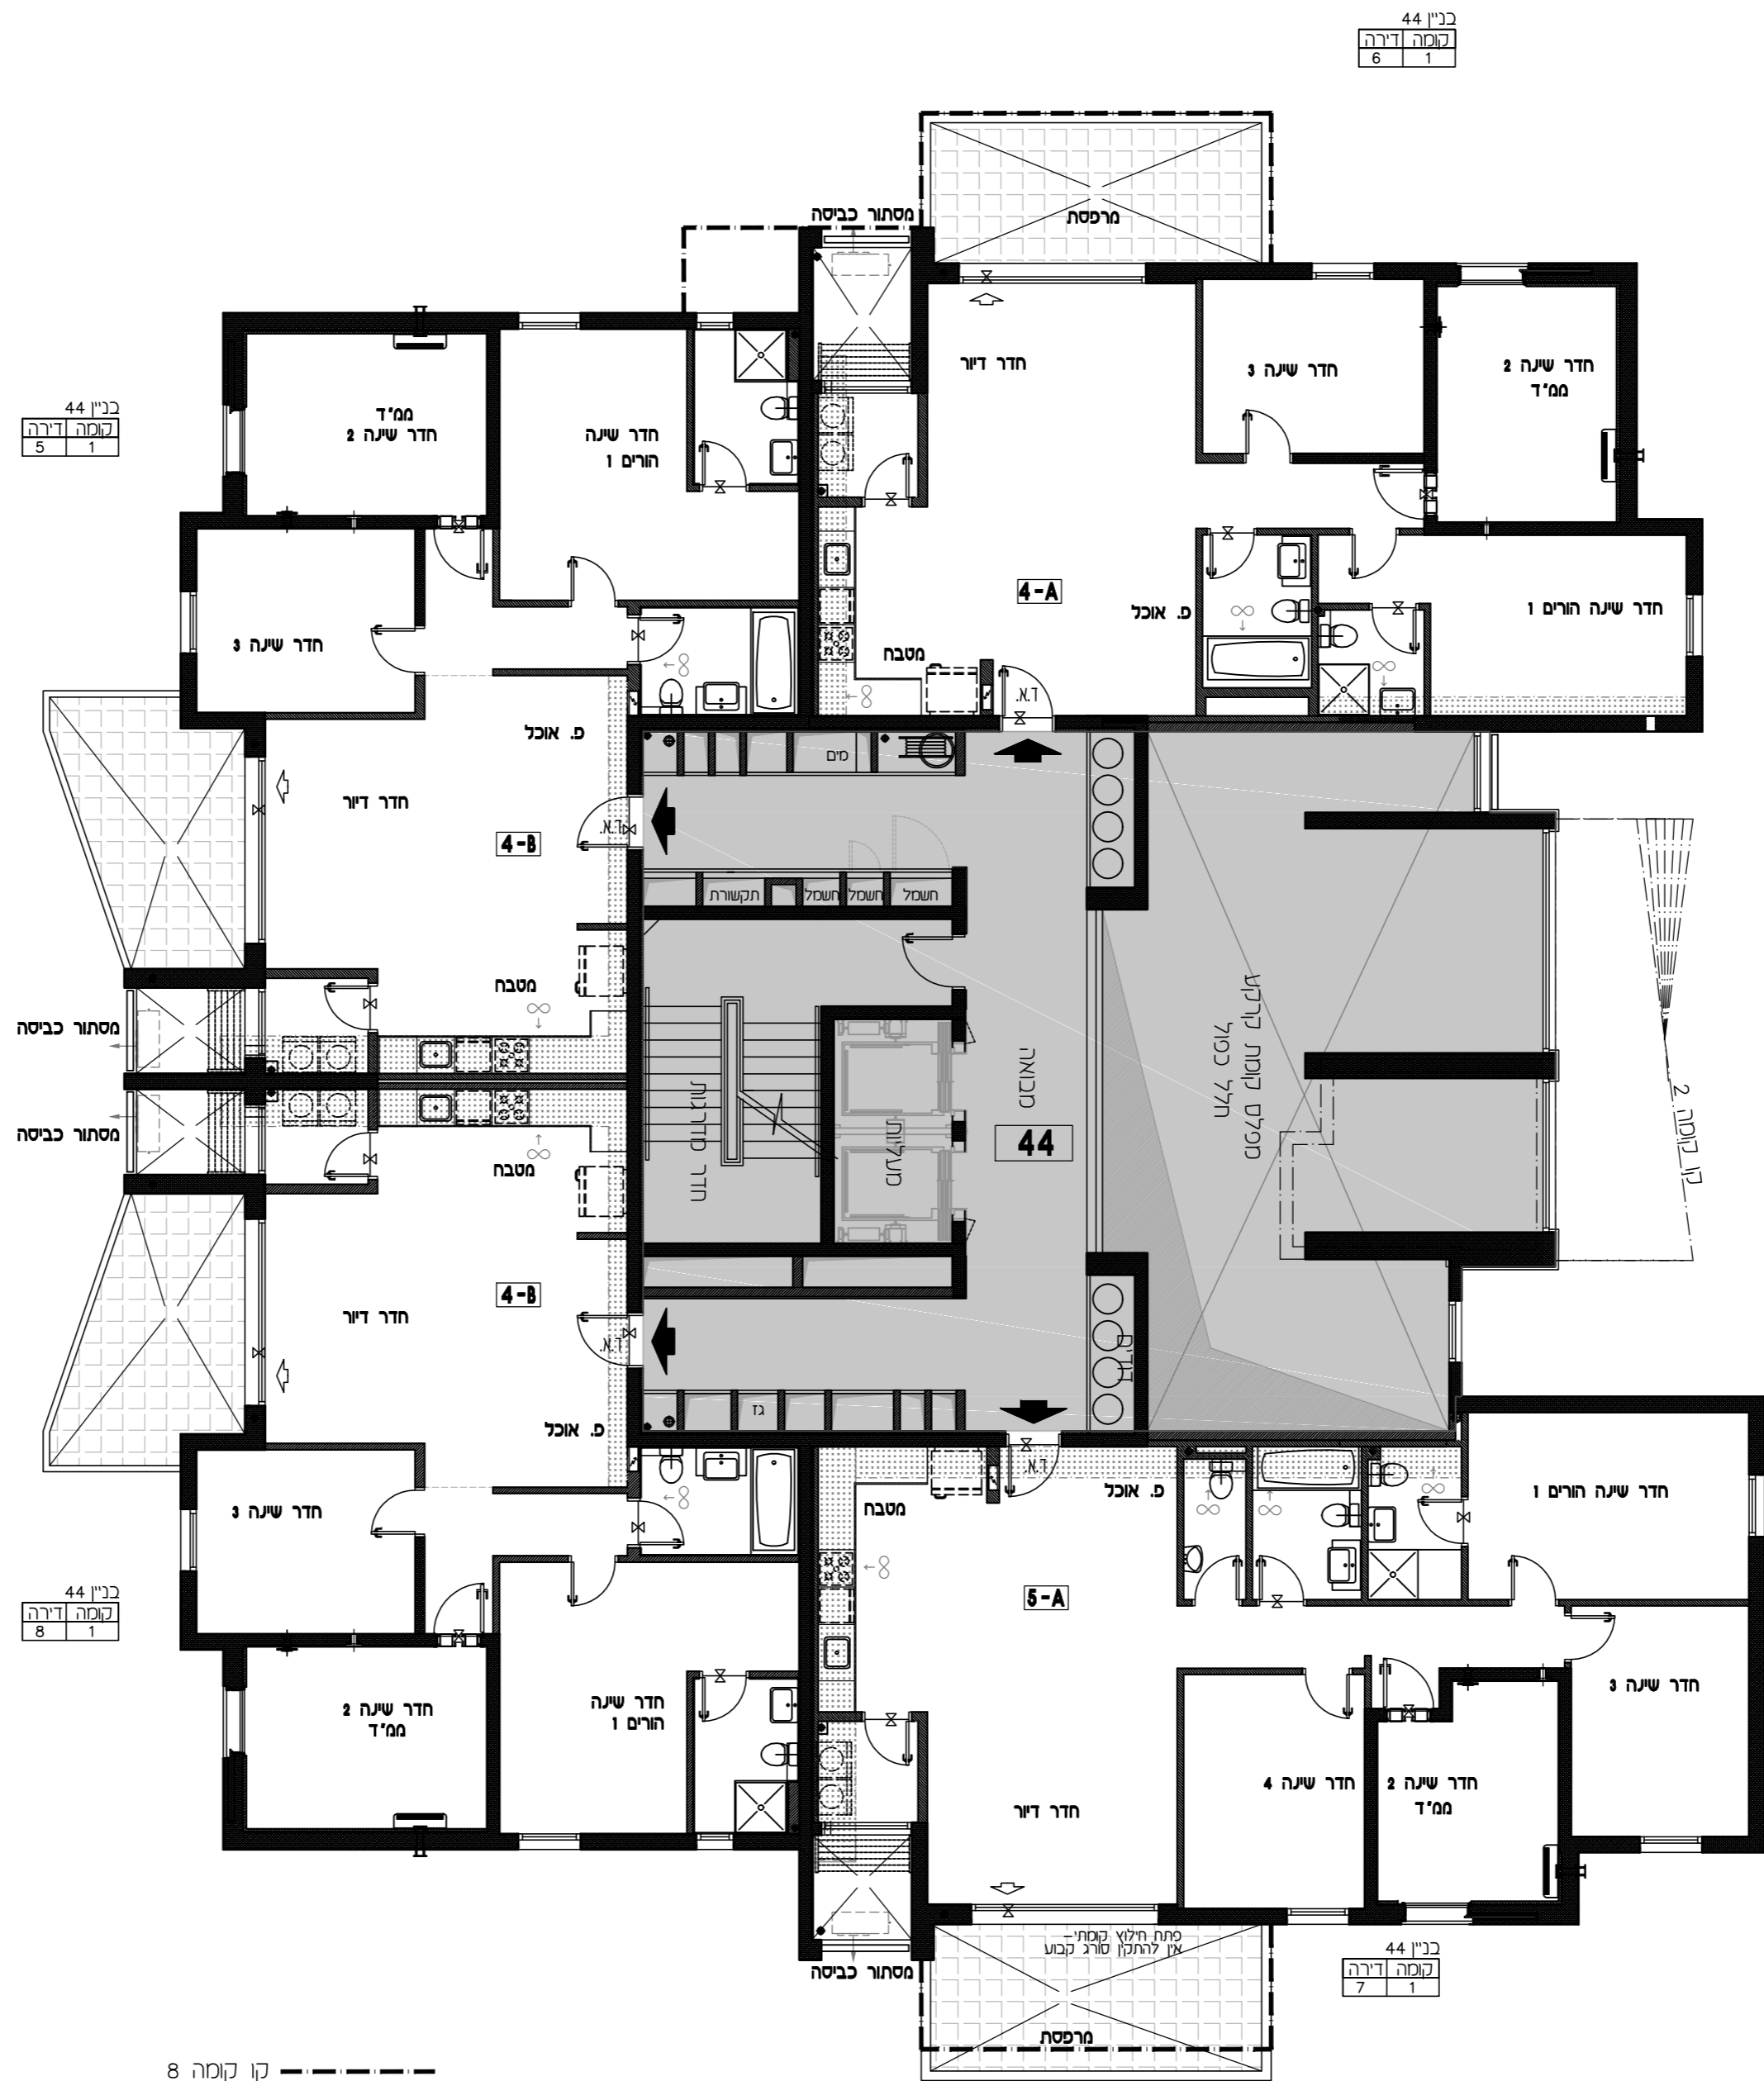 בניין 44
קומה דירה
1 6
מסתור כביסה
מרפסת
חדר דיור
חדר שינה 3
חדר שינה 2
ממ"ד
4-A
פ. אוכל
חדר שינה הורים 1
מטבח
ד.א.
בניין 44
קומה דירה
1 5
ממ"ד
חדר שינה 2
חדר שינה
הורים 1
חדר שינה 3
פ. אוכל
חדר דיור
4-B
ד.א.
מטבח
מסתור כביסה
מים
תקשורת
חשמל
חשמל
חשמל
חדר מדרגות
מעליות
מבואה
44
חלל כפול
מפלס קומת קרקע
קו קומה 2
דודים
גז
מסתור כביסה
מטבח
4-B
חדר דיור
ד.א.
פ. אוכל
חדר שינה 3
בניין 44
קומה דירה
1 8
חדר שינה 2
ממ"ד
חדר שינה
הורים 1
ד.א.
מטבח
פ. אוכל
5-A
חדר שינה הורים 1
חדר שינה 3
חדר שינה 2
ממ"ד
חדר שינה 4
חדר דיור
פתח חילוץ קומתי-
אין להתקין סורג קבוע
מסתור כביסה
מרפסת
בניין 44
קומה דירה
1 7
קו קומה 8